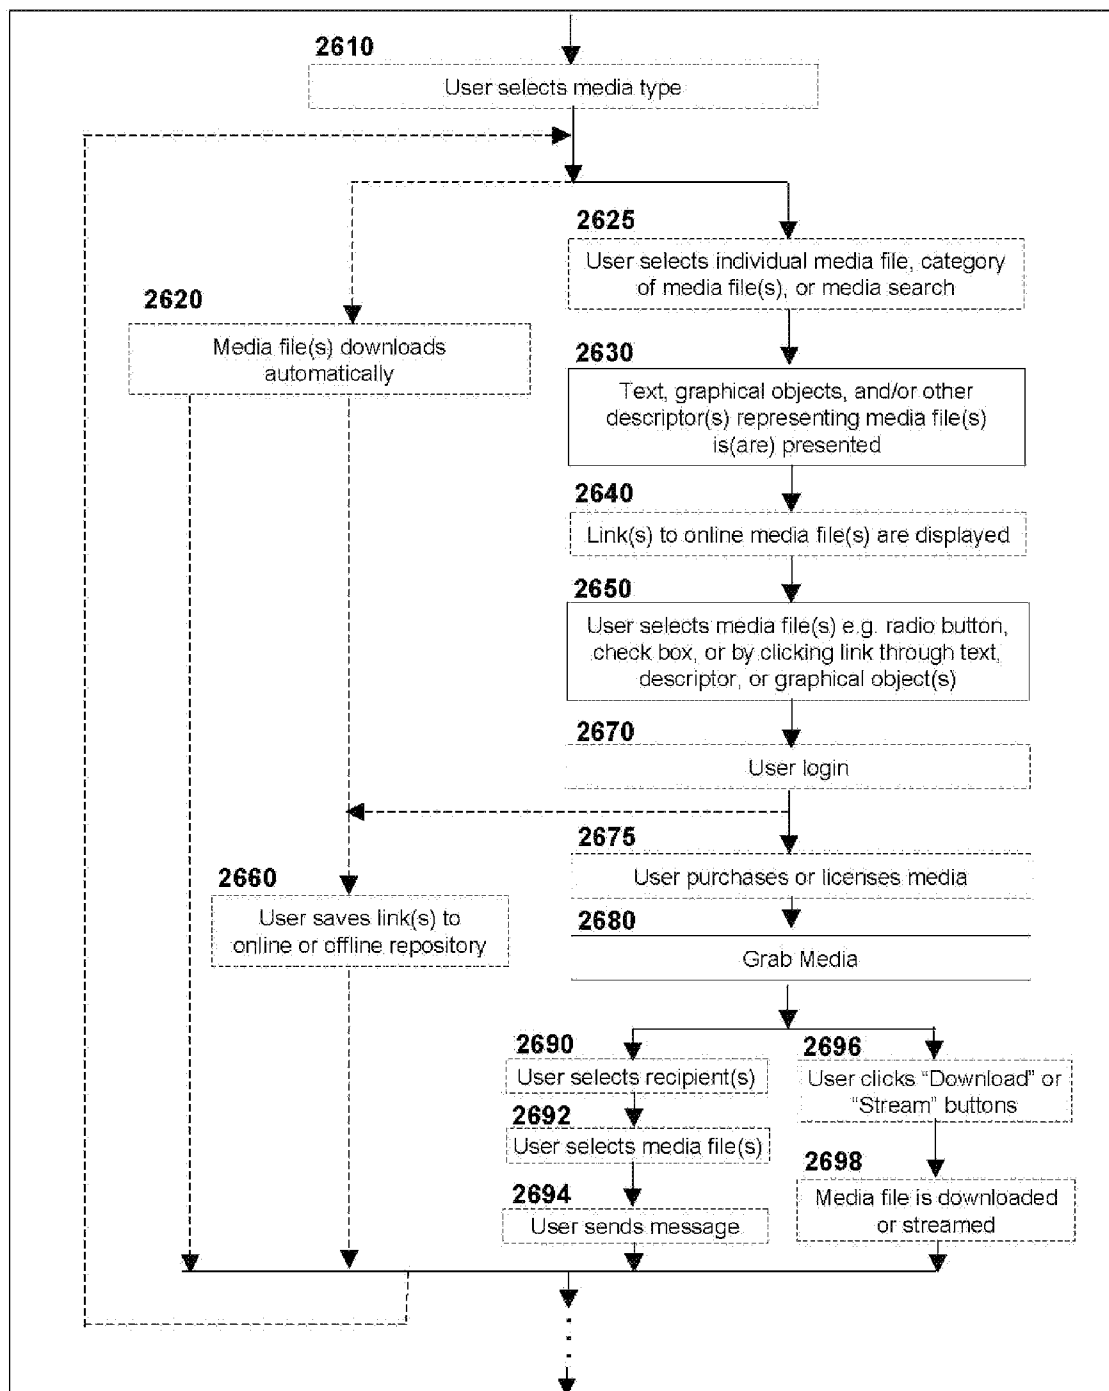 2610
User selects media type
2625
User selects individual media file, category
of media file(s), or media search
2620
Media file(s) downloads
automatically
2630
Text, graphical objects, and/or other
descriptor(s) representing media file(s)
is(are) presented
2640
Link(s) to online media file(s) are displayed
2650
User selects media file(s) e.g. radio button,
check box, or by clicking link through text,
descriptor, or graphical object(s)
2670
User login
2675
User purchases or licenses media
2660
User saves link(s) to
online or offline repository
2680
Grab Media
2690
User selects recipient(s)
2692
User selects media file(s)
2694
User sends message
2696
User clicks “Download” or
“Stream” buttons
2698
Media file is downloaded
or streamed